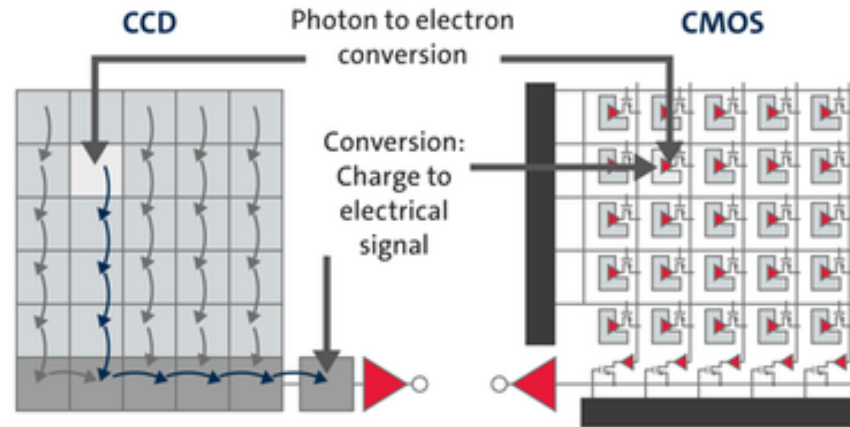 CCD
Photon to electron
conversion
CMOS
Conversion:
Charge to
electrical
signal